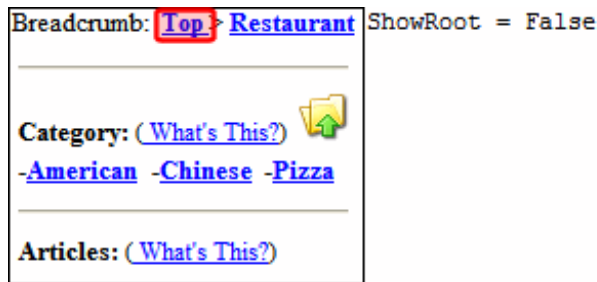 Breadcrumb: Top > Restaurant ShowRoot = False
Category: ( What's This?)
-American -Chinese -Pizza
Articles: ( What's This?)